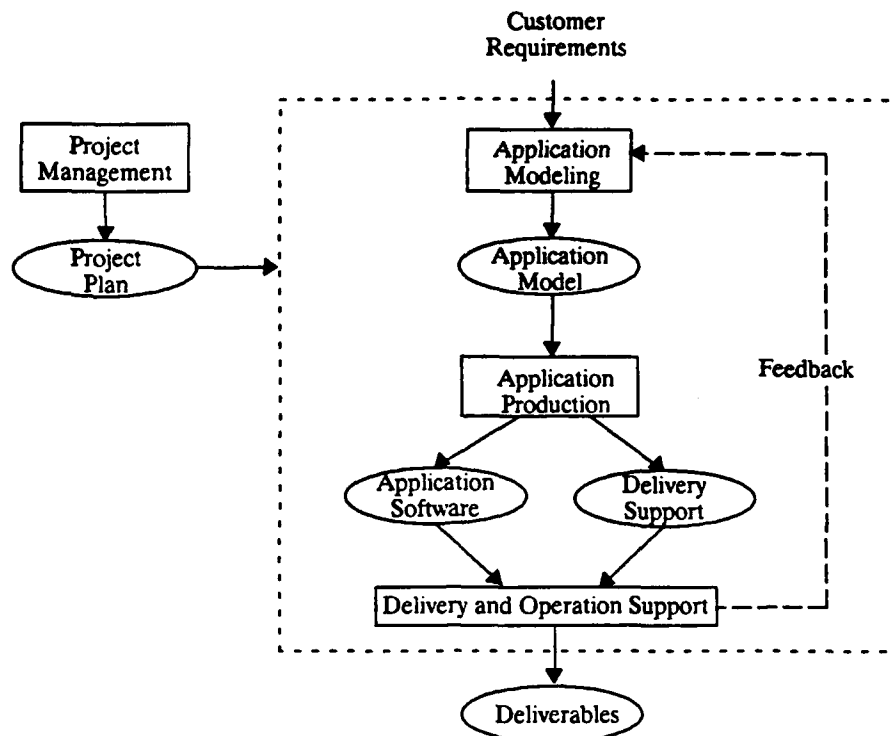 Customer
Requirements
Project
Management
Application
Modeling
Project
Plan
Application
Model
Feedback
Application
Production
Application
Software
Delivery
Support
Delivery and Operation Support
Deliverables